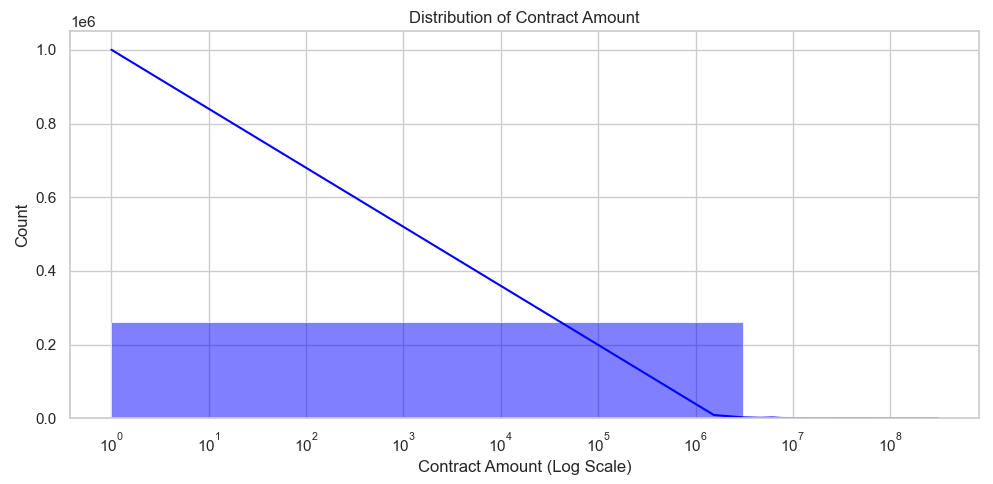 Distribution of Contract Amount
1e6
1.0
0.8
0.6
0.4
0.2
0.0
Count
10⁰ 10¹ 10² 10³ 10⁴ 10⁵ 10⁶ 10⁷ 10⁸
Contract Amount (Log Scale)